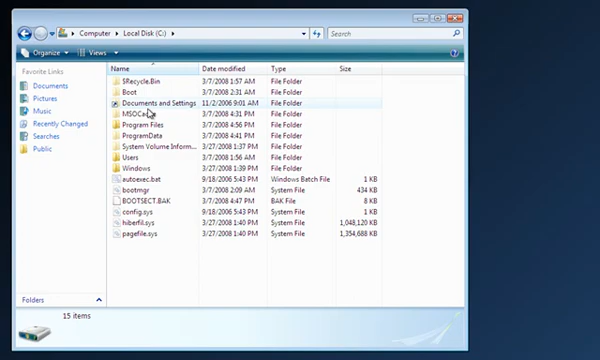 Computer ▸ Local Disk (C:) ▸
Search
Organize Views
Favorite Links
Documents
Pictures
Music
Recently Changed
Searches
Public
Folders
Name Date modified Type Size
$Recycle.Bin 3/7/2008 1:57 AM File Folder
Boot 3/7/2008 2:31 AM File Folder
Documents and Settings 11/2/2006 9:01 AM File Folder
MSOCache 3/7/2008 4:31 PM File Folder
Program Files 3/7/2008 4:56 PM File Folder
ProgramData 3/7/2008 4:41 PM File Folder
System Volume Inform... 3/27/2008 1:37 PM File Folder
Users 3/7/2008 1:56 AM File Folder
Windows 3/27/2008 1:39 PM File Folder
autoexec.bat 9/18/2006 5:43 PM Windows Batch File 1 KB
bootmgr 3/7/2008 2:09 AM System File 434 KB
BOOTSECT.BAK 3/7/2008 4:47 PM BAK File 8 KB
config.sys 9/18/2006 5:43 PM System File 1 KB
hiberfil.sys 3/27/2008 1:40 PM System File 1,048,120 KB
pagefile.sys 3/27/2008 1:40 PM System File 1,354,688 KB
15 items